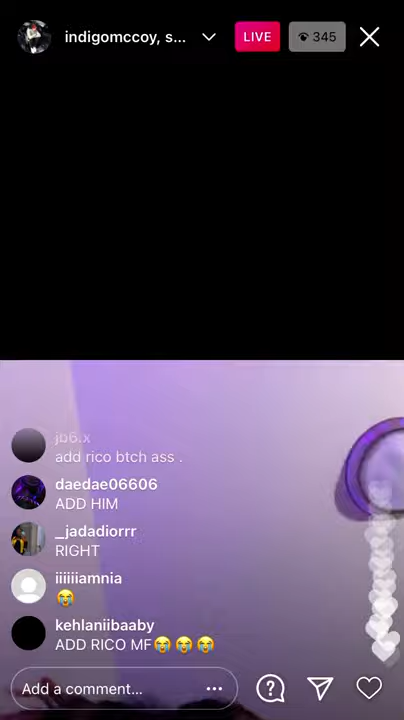 indigomccoy, s...
LIVE
345
jb6.x
add rico btch ass .
daedae06606
ADD HIM
_jadadiorrr
RIGHT
iiiiiiamnia
😭
kehlaniibaaby
ADD RICO MF😭😭😭
Add a comment...